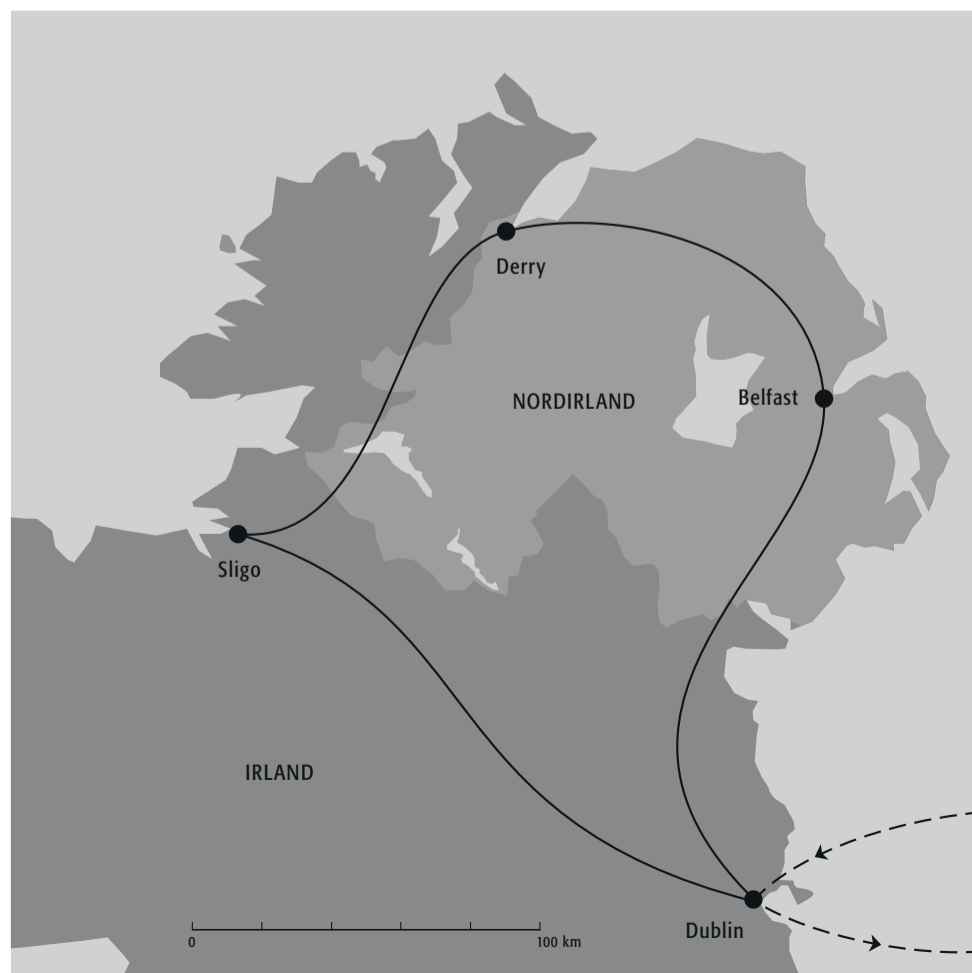 Derry
NORDIRLAND
Belfast
Sligo
IRLAND
Dublin
0
100 km